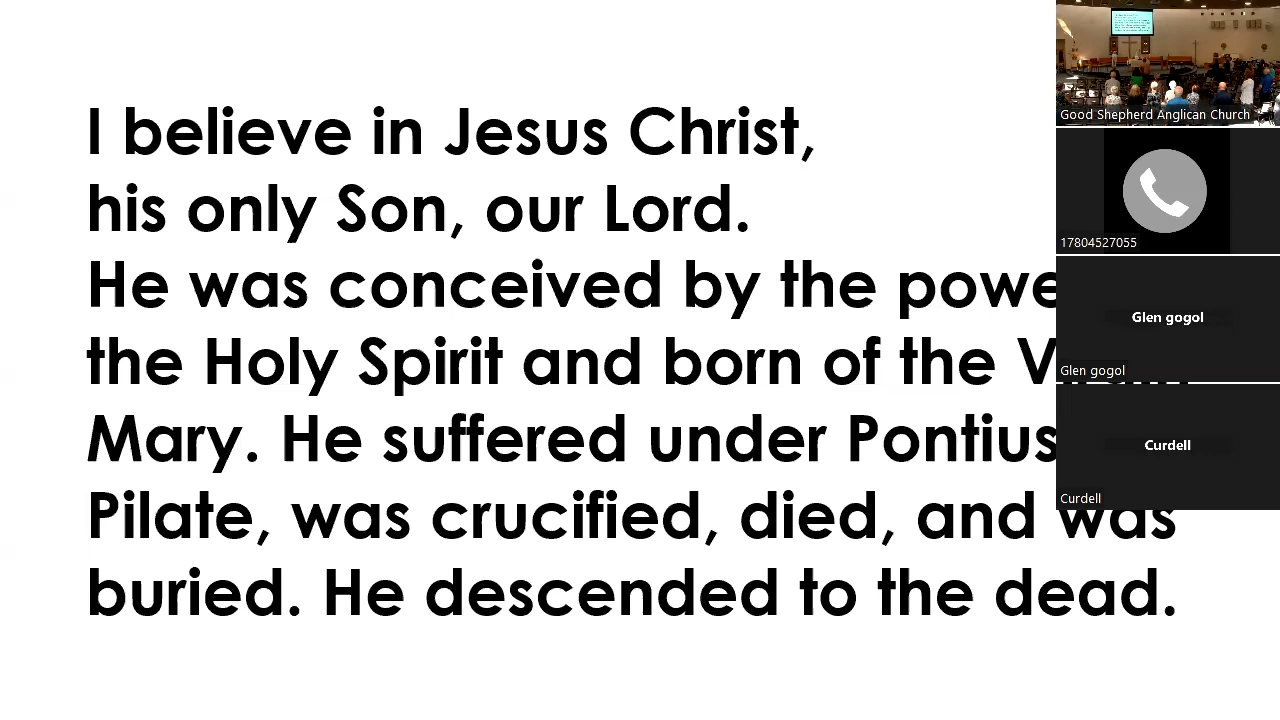 I believe in Jesus Christ,
his only Son, our Lord.
He was conceived by the
the Holy Spirit and born of the
Mary. He suffered under Pontius
Pilate, was crucified, died, and was
buried. He descended to the dead.
Good Shepherd Anglican Church
17804527055
Glen gogol
Glen gogol
Curdell
Curdell